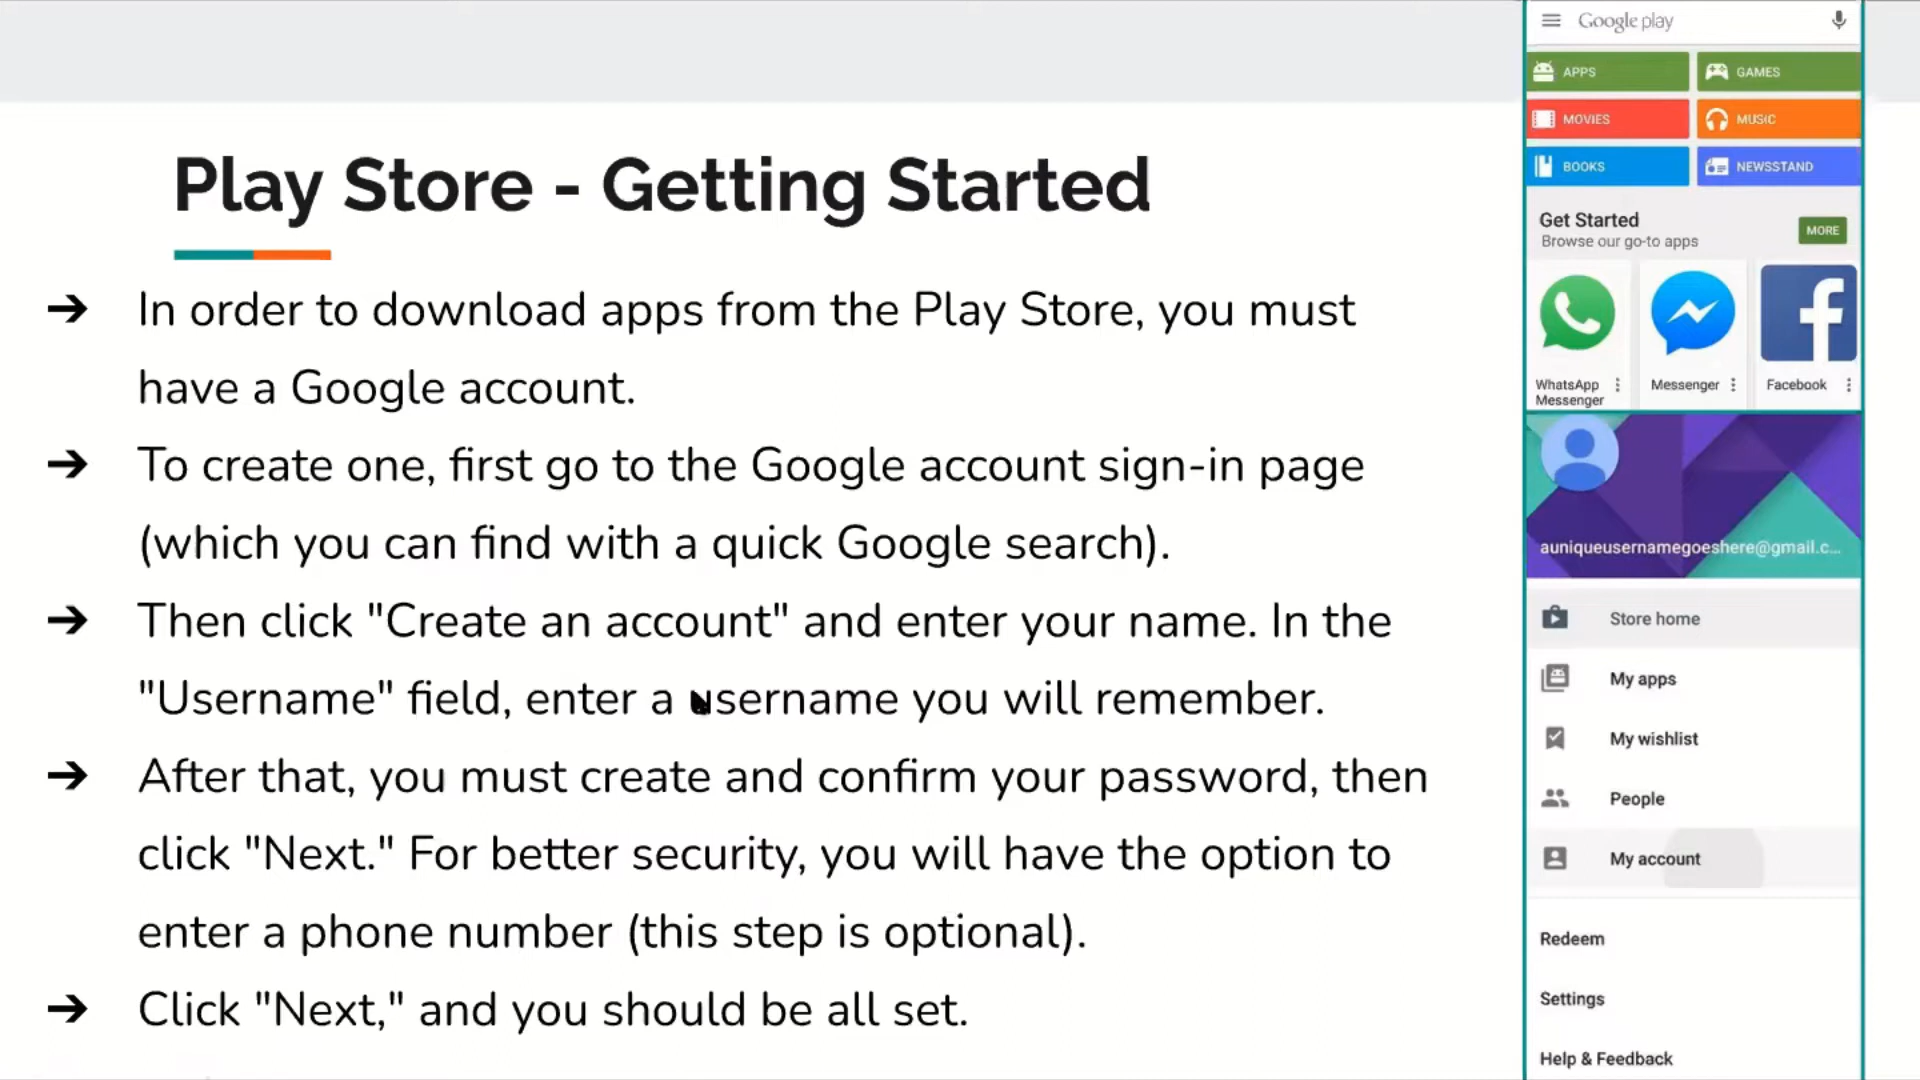 Play Store - Getting Started
➔ In order to download apps from the Play Store, you must
have a Google account.
➔ To create one, first go to the Google account sign-in page
(which you can find with a quick Google search).
➔ Then click "Create an account" and enter your name. In the
"Username" field, enter a username you will remember.
➔ After that, you must create and confirm your password, then
click "Next." For better security, you will have the option to
enter a phone number (this step is optional).
➔ Click "Next," and you should be all set.
Google play
APPS
GAMES
MOVIES
MUSIC
BOOKS
NEWSSTAND
Get Started
MORE
Browse our go-to apps
WhatsApp
Messenger
Messenger
Facebook
auniqueusernamegoeshere@gmail.c...
Store home
My apps
My wishlist
People
My account
Redeem
Settings
Help & Feedback